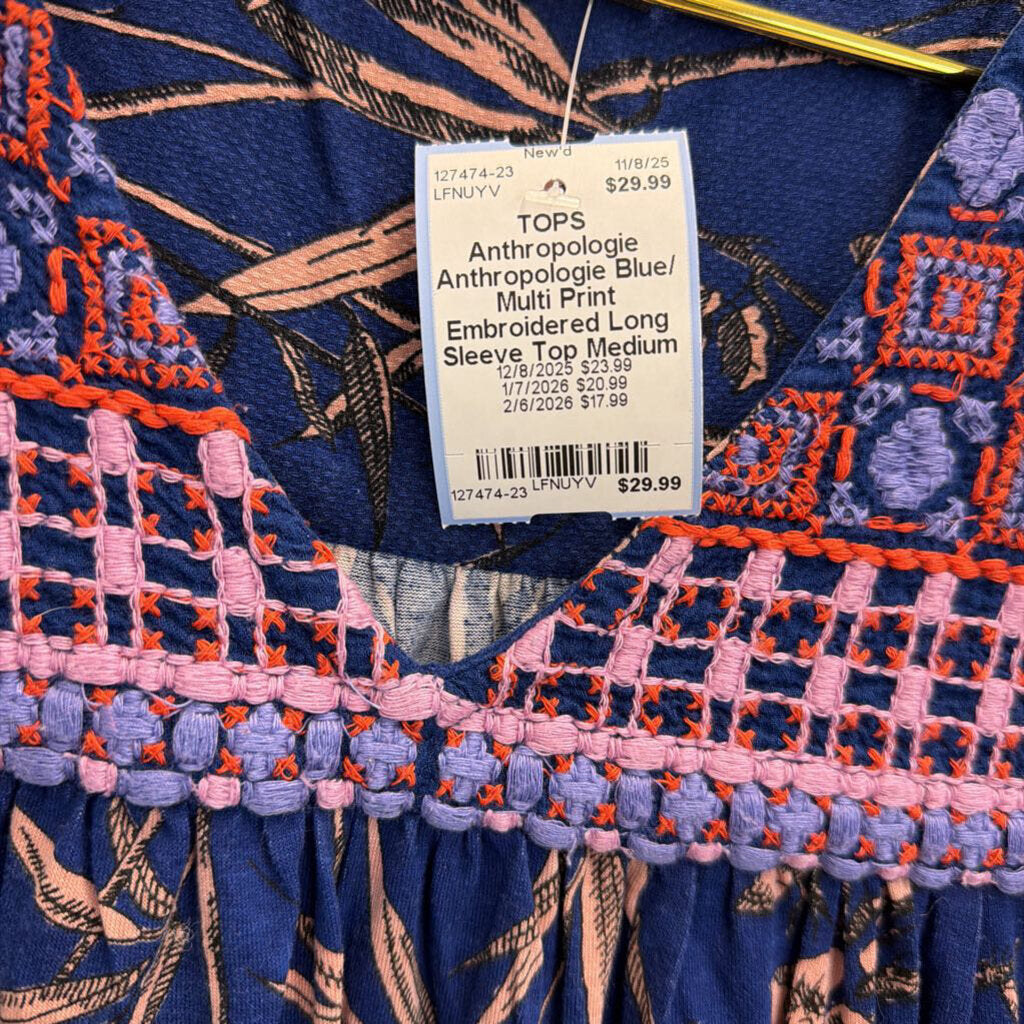 New'd
127474-23 11/8/25
LFNUYV $29.99
TOPS
Anthropologie
Anthropologie Blue/
Multi Print
Embroidered Long
Sleeve Top Medium
12/8/2025 $23.99
1/7/2026 $20.99
2/6/2026 $17.99
127474-23 LFNUYV $29.99